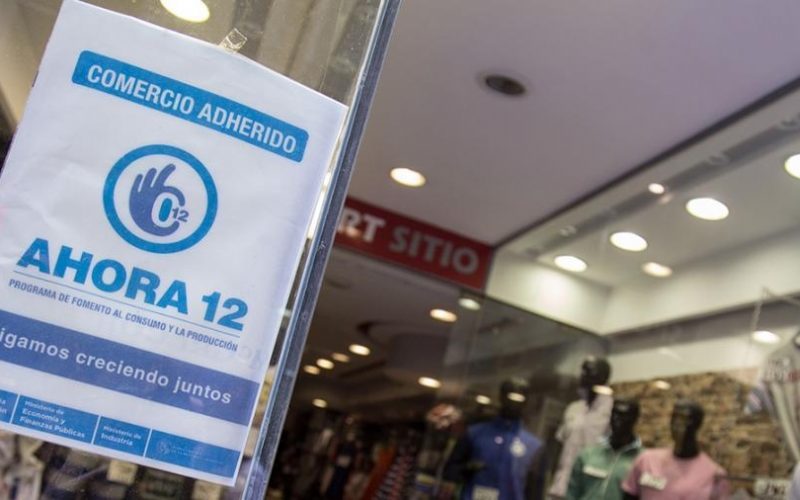 COMERCIO ADHERIDO
12
AHORA 12
PROGRAMA DE FOMENTO AL CONSUMO Y LA PRODUCCIÓN
igamos creciendo juntos
Ministerio de
Economía y
Finanzas Públicas
Ministerio de
Industria
RT SITIO